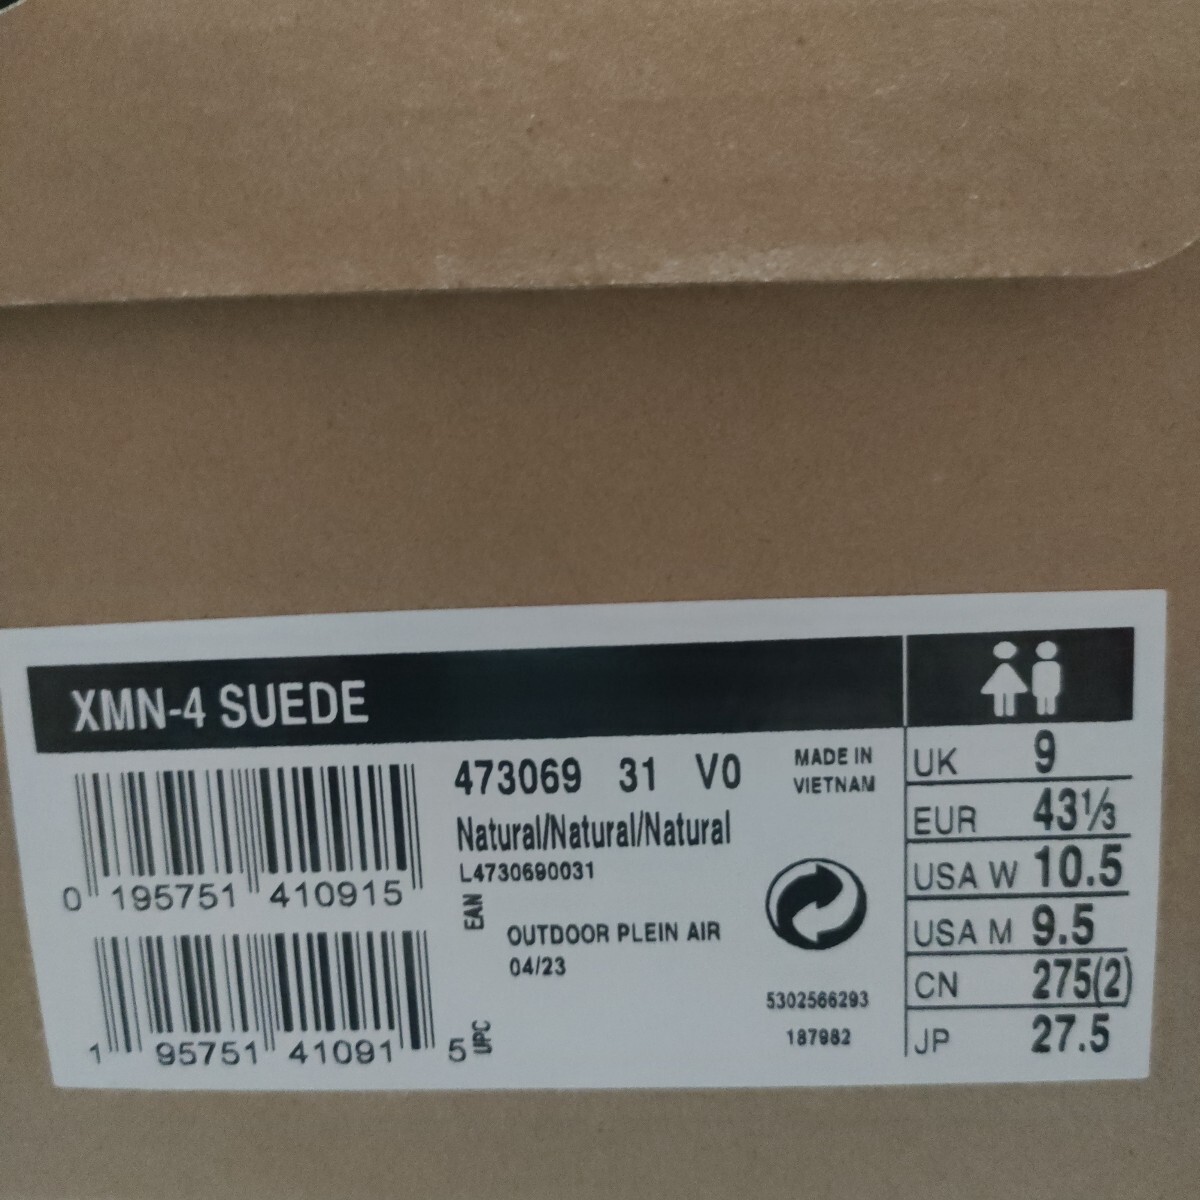 XMN-4 SUEDE
473069 31 V0
Natural/Natural/Natural
L4730690031
MADE IN
VIETNAM
0 195751 410915
EAN
OUTDOOR PLEIN AIR
04/23
1 95751 41091 5
UPC
5302566293
187982
UK 9
EUR 43⅓
USA W 10.5
USA M 9.5
CN 275(2)
JP 27.5